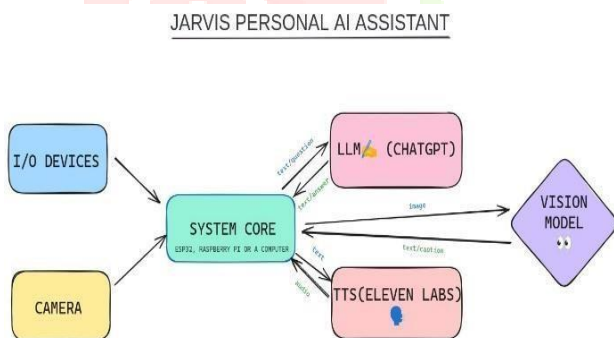 JARVIS PERSONAL AI ASSISTANT
I/O DEVICES
CAMERA
SYSTEM CORE
ESP32, RASPBERRY PI OR A COMPUTER
text/question
text/answer
LLM✍️ (CHATGPT)
image
text/caption
VISION
MODEL
👀
text
audio
TTS(ELEVEN LABS)
🗣️